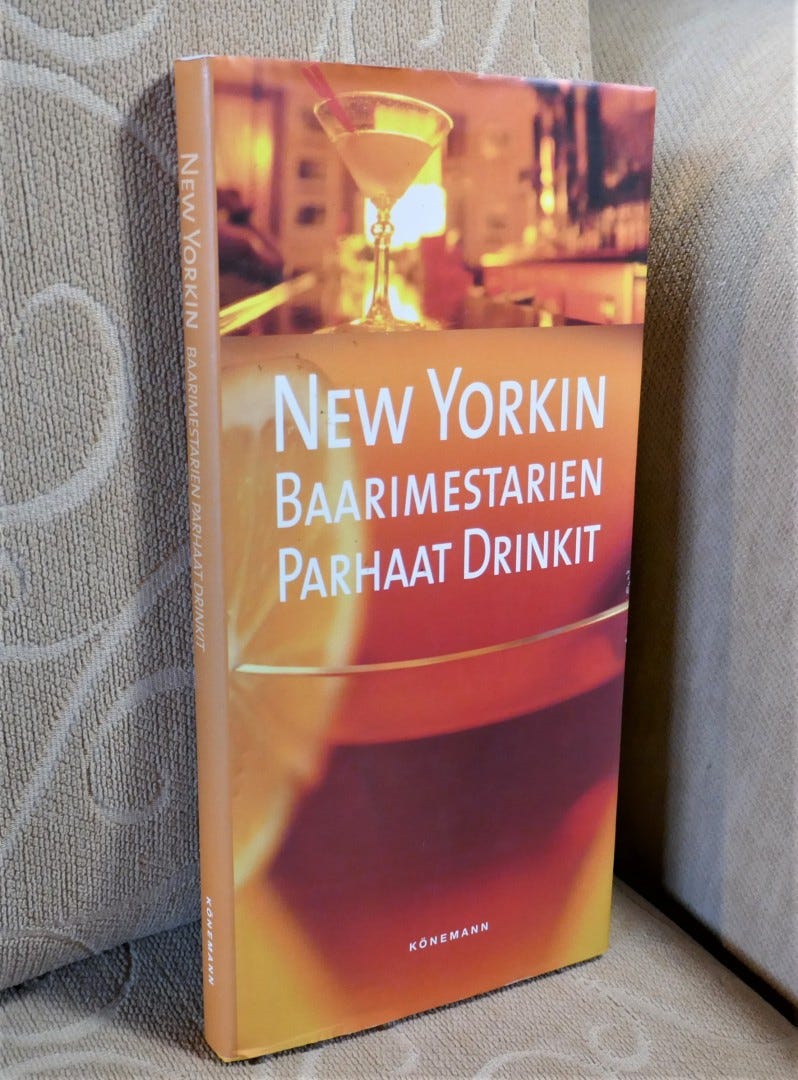 NEW YORKIN BAARIMESTARIEN PARHAAT DRINKIT
KÖNEMANN
NEW YORKIN
BAARIMESTARIEN
PARHAAT DRINKIT
KÖNEMANN